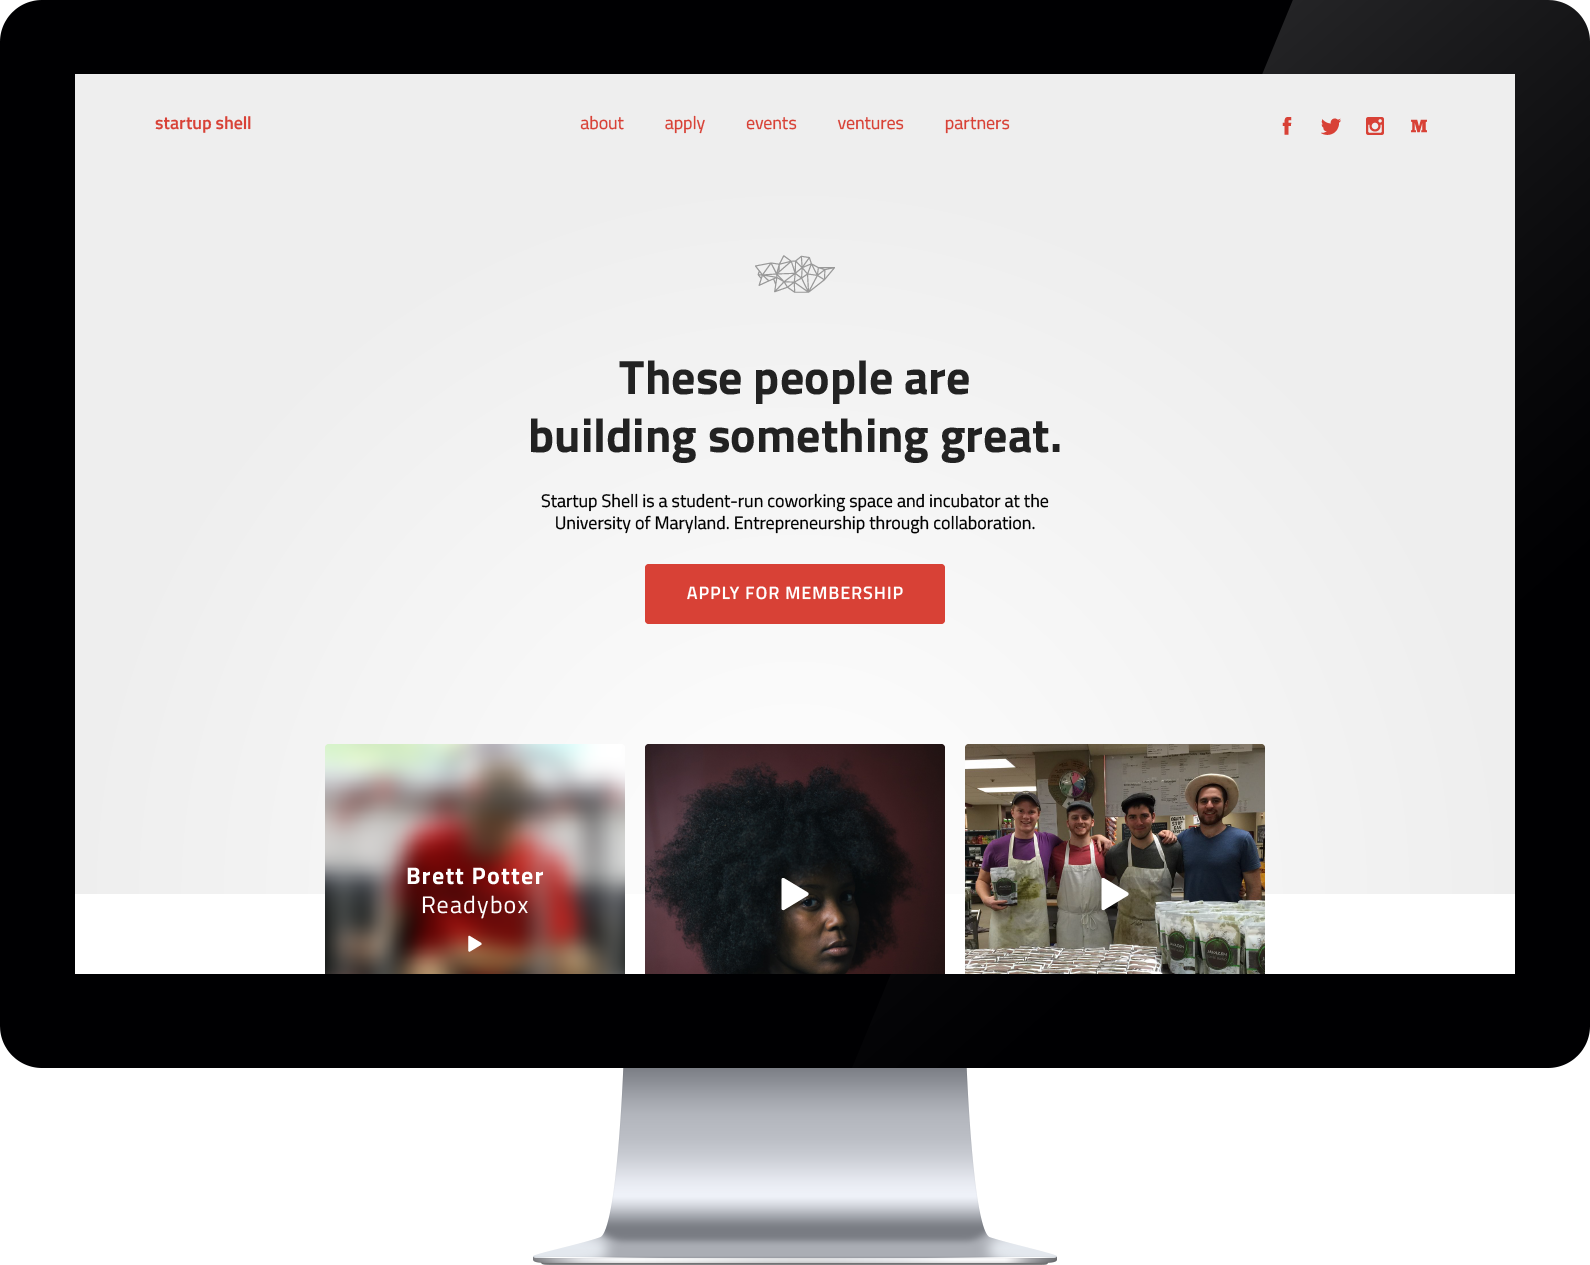 startup shell
about
apply
events
ventures
partners
These people are
building something great.
Startup Shell is a student-run coworking space and incubator at the
University of Maryland. Entrepreneurship through collaboration.
APPLY FOR MEMBERSHIP
Brett Potter
Readybox